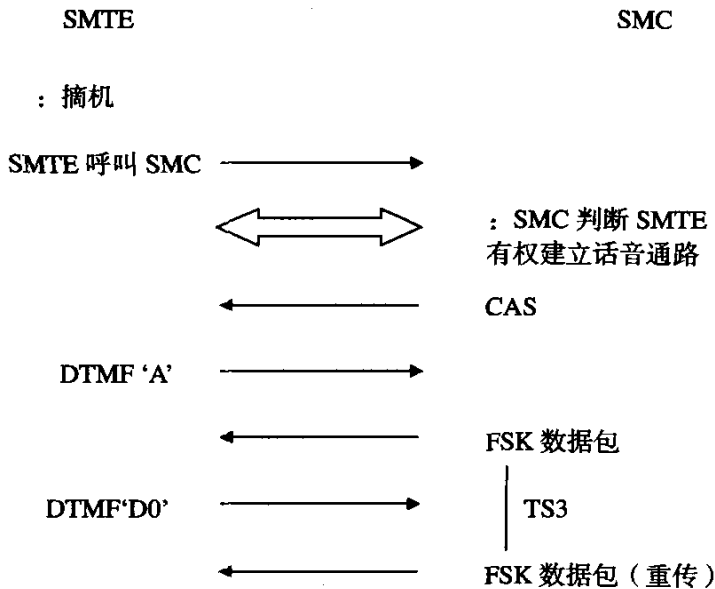 SMTE SMC
：摘机
SMTE 呼叫 SMC
：SMC 判断 SMTE
有权建立话音通路
CAS
DTMF ‘A’
FSK 数据包
DTMF‘D0’ TS3
FSK 数据包（重传）